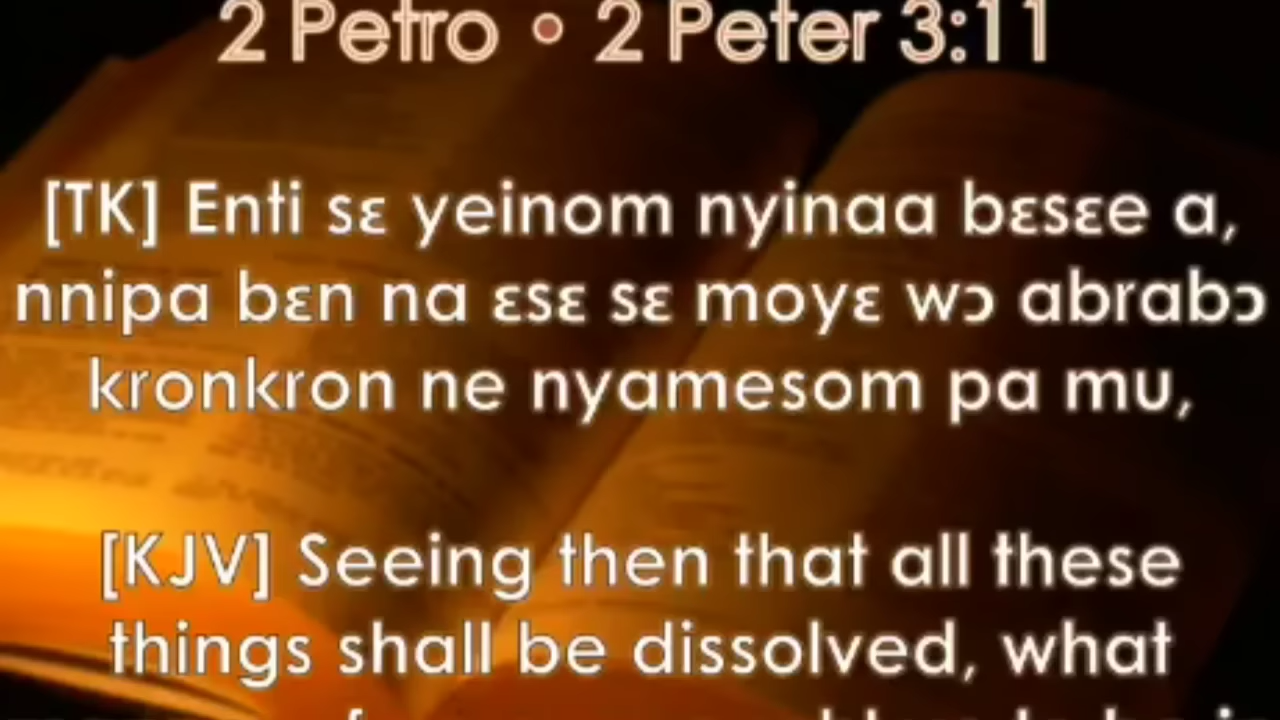 2 Petro • 2 Peter 3:11
[TK] Enti sɛ yeinom nyinaa bɛsɛe a,
nnipa bɛn na ɛsɛ sɛ moyɛ wɔ abrabɔ
kronkron ne nyamesom pa mu,
[KJV] Seeing then that all these
things shall be dissolved, what